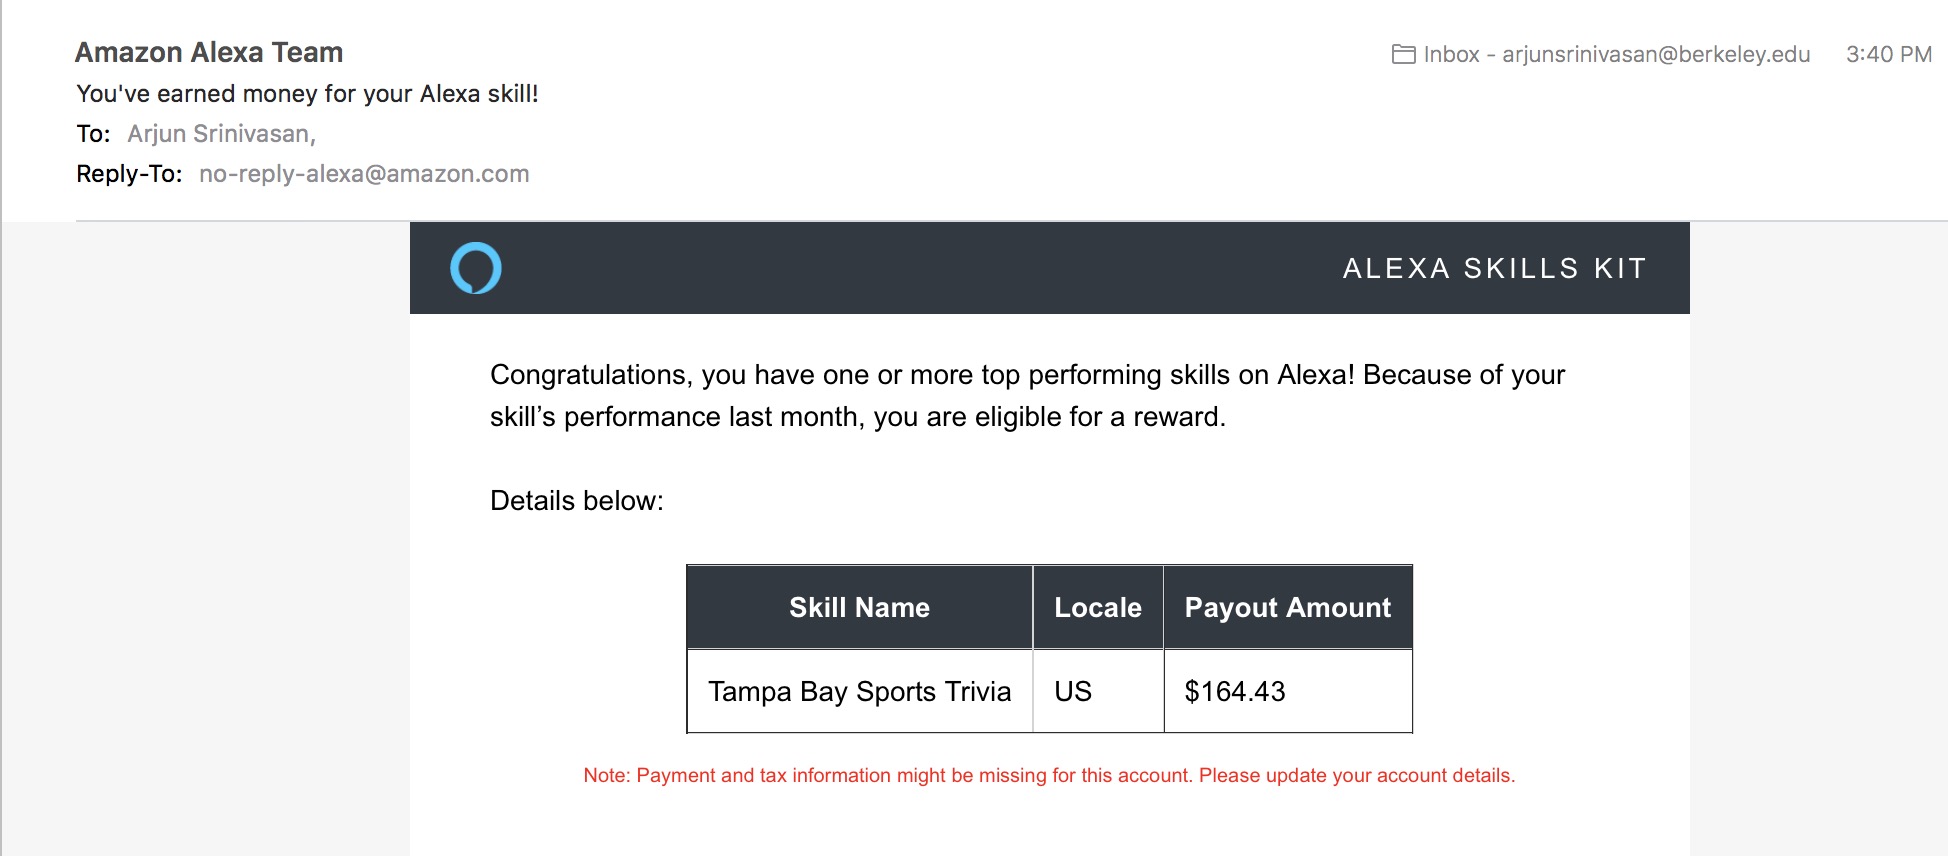 Amazon Alexa Team
Inbox - arjunsrinivasan@berkeley.edu 3:40 PM
You've earned money for your Alexa skill!
To: Arjun Srinivasan,
Reply-To: no-reply-alexa@amazon.com
ALEXA SKILLS KIT
Congratulations, you have one or more top performing skills on Alexa! Because of your
skill’s performance last month, you are eligible for a reward.
Details below:
Skill Name Locale Payout Amount
Tampa Bay Sports Trivia US $164.43
Note: Payment and tax information might be missing for this account. Please update your account details.